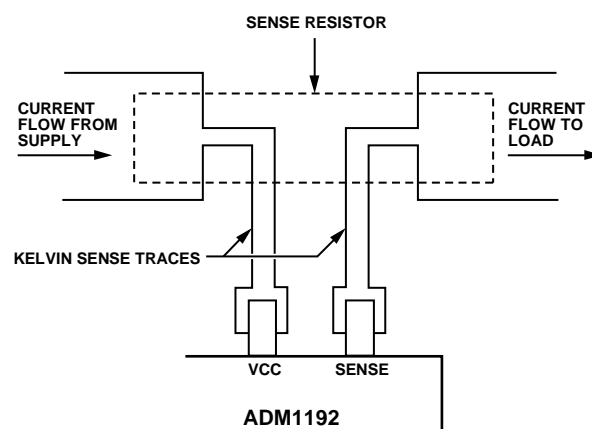 SENSE RESISTOR
CURRENT
FLOW FROM
SUPPLY
CURRENT
FLOW TO
LOAD
KELVIN SENSE TRACES
VCC
SENSE
ADM1192